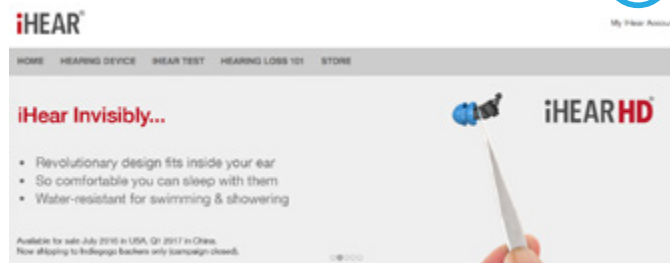 iHEAR®
My iHear Account
HOME HEARING DEVICE IHEAR TEST HEARING LOSS 101 STORE
iHear Invisibly...
iHEARHD
• Revolutionary design fits inside your ear
• So comfortable you can sleep with them
• Water-resistant for swimming & showering
Available for sale July 2016 in USA, Q1 2017 in China.
Now shipping to Indiegogo backers only (campaign closed).